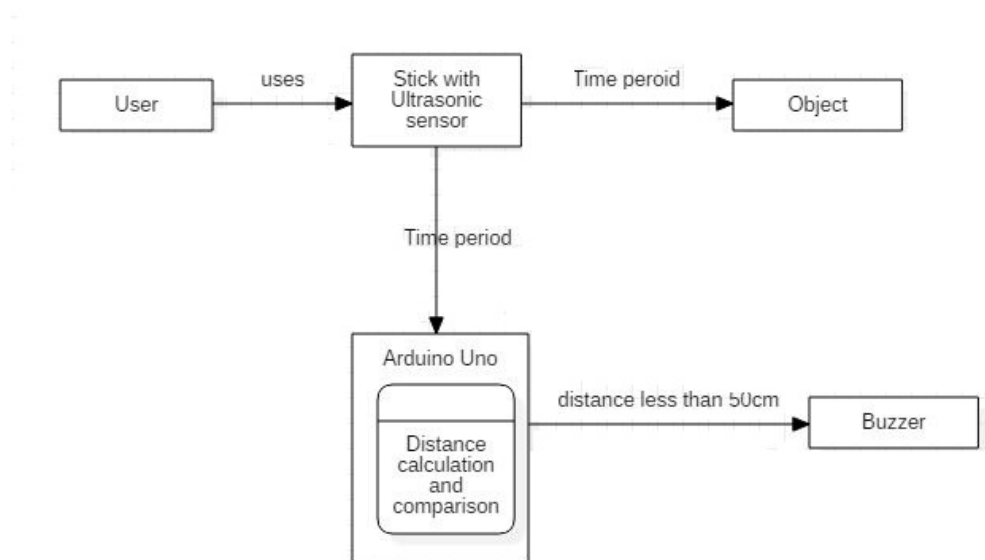 User
uses
Stick with
Ultrasonic
sensor
Time peroid
Object
Time period
Arduino Uno
Distance
calculation
and
comparison
distance less than 50cm
Buzzer